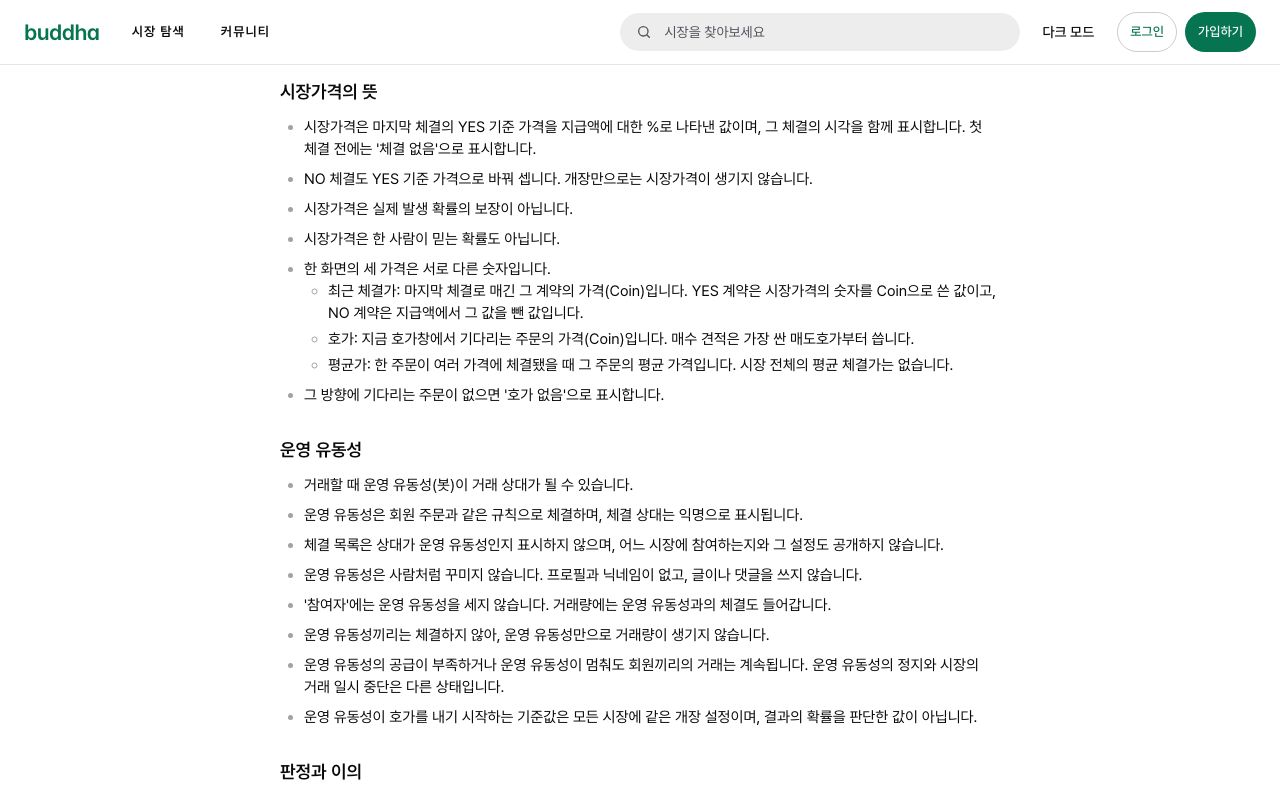 buddha
시장 탐색
커뮤니티
시장을 찾아보세요
다크 모드
로그인
가입하기
시장가격의 뜻
시장가격은 마지막 체결의 YES 기준 가격을 지급액에 대한 %로 나타낸 값이며, 그 체결의 시각을 함께 표시합니다. 첫
체결 전에는 '체결 없음'으로 표시합니다.
NO 체결도 YES 기준 가격으로 바꿔 셉니다. 개장만으로는 시장가격이 생기지 않습니다.
시장가격은 실제 발생 확률의 보장이 아닙니다.
시장가격은 한 사람이 믿는 확률도 아닙니다.
한 화면의 세 가격은 서로 다른 숫자입니다.
최근 체결가: 마지막 체결로 매긴 그 계약의 가격(Coin)입니다. YES 계약은 시장가격의 숫자를 Coin으로 쓴 값이고,
NO 계약은 지급액에서 그 값을 뺀 값입니다.
호가: 지금 호가창에서 기다리는 주문의 가격(Coin)입니다. 매수 견적은 가장 싼 매도호가부터 씁니다.
평균가: 한 주문이 여러 가격에 체결됐을 때 그 주문의 평균 가격입니다. 시장 전체의 평균 체결가는 없습니다.
그 방향에 기다리는 주문이 없으면 '호가 없음'으로 표시합니다.
운영 유동성
거래할 때 운영 유동성(봇)이 거래 상대가 될 수 있습니다.
운영 유동성은 회원 주문과 같은 규칙으로 체결하며, 체결 상대는 익명으로 표시됩니다.
체결 목록은 상대가 운영 유동성인지 표시하지 않으며, 어느 시장에 참여하는지와 그 설정도 공개하지 않습니다.
운영 유동성은 사람처럼 꾸미지 않습니다. 프로필과 닉네임이 없고, 글이나 댓글을 쓰지 않습니다.
'참여자'에는 운영 유동성을 세지 않습니다. 거래량에는 운영 유동성과의 체결도 들어갑니다.
운영 유동성끼리는 체결하지 않아, 운영 유동성만으로 거래량이 생기지 않습니다.
운영 유동성의 공급이 부족하거나 운영 유동성이 멈춰도 회원끼리의 거래는 계속됩니다. 운영 유동성의 정지와 시장의
거래 일시 중단은 다른 상태입니다.
운영 유동성이 호가를 내기 시작하는 기준값은 모든 시장에 같은 개장 설정이며, 결과의 확률을 판단한 값이 아닙니다.
판정과 이의